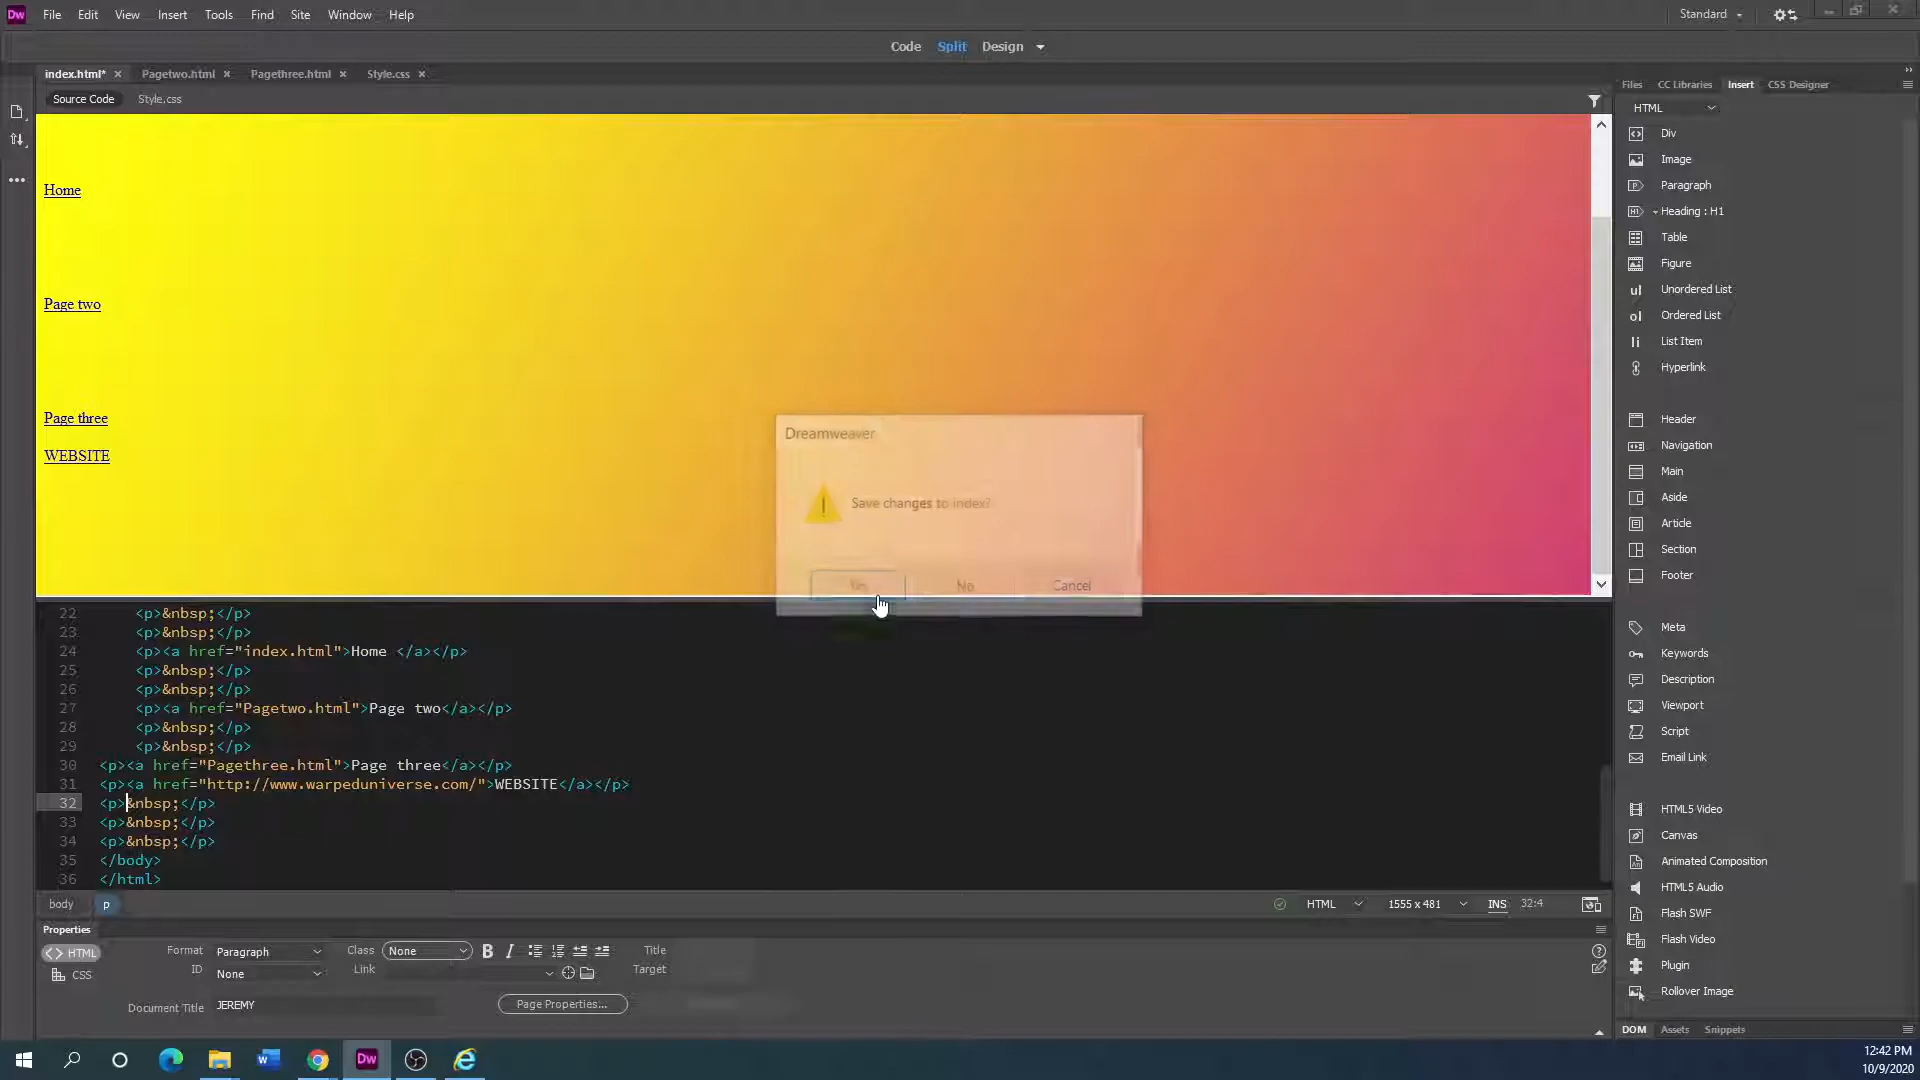 Dw File Edit View Insert Tools Find Site Window Help Standard
Code Split Design
index.html* Pagetwo.html Pagethree.html Style.css
Source Code Style.css
Home
Page two
Page three
WEBSITE
Dreamweaver
Save changes to index?
Yes No Cancel
22 <p>&nbsp;</p>
23 <p>&nbsp;</p>
24 <p><a href="index.html">Home </a></p>
25 <p>&nbsp;</p>
26 <p>&nbsp;</p>
27 <p><a href="Pagetwo.html">Page two</a></p>
28 <p>&nbsp;</p>
29 <p>&nbsp;</p>
30 <p><a href="Pagethree.html">Page three</a></p>
31 <p><a href="http://www.warpeduniverse.com/">WEBSITE</a></p>
32 <p>&nbsp;</p>
33 <p>&nbsp;</p>
34 <p>&nbsp;</p>
35 </body>
36 </html>
body p HTML 1555 x 481 INS 32:4
Properties
<> HTML Format Paragraph Class None B I Title
CSS ID None Link Target
Document Title JEREMY Page Properties...
Files CC Libraries Insert CSS Designer
HTML
Div
Image
Paragraph
Heading : H1
Table
Figure
ul Unordered List
ol Ordered List
li List Item
Hyperlink
Header
Navigation
Main
Aside
Article
Section
Footer
Meta
Keywords
Description
Viewport
Script
Email Link
HTML5 Video
Canvas
Animated Composition
HTML5 Audio
Flash SWF
Flash Video
Plugin
Rollover Image
DOM Assets Snippets
Dw
12:42 PM
10/9/2020